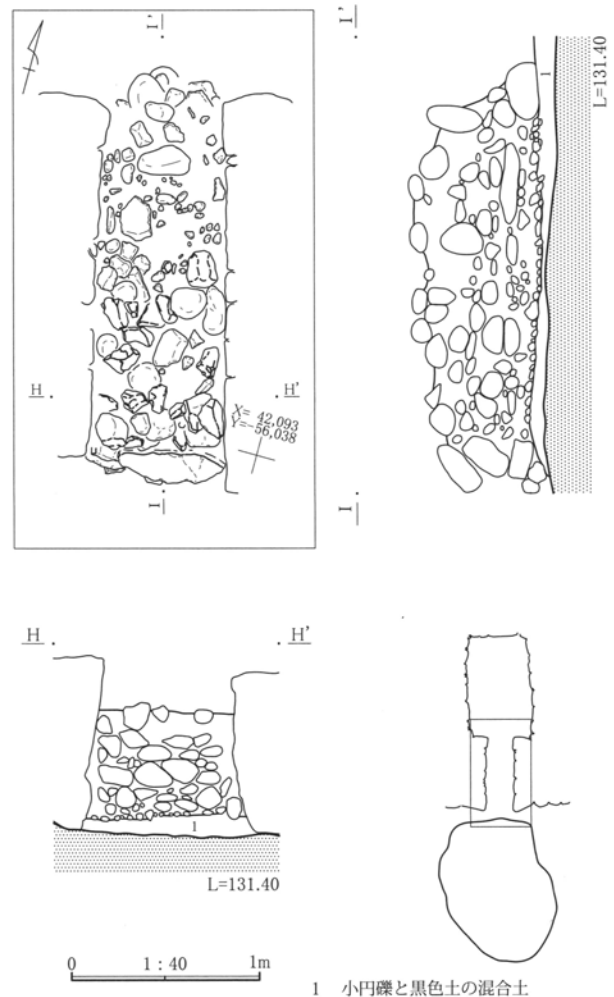 I'
I'
L=131.40
1
H
H'
X= 42,093
Y=-56,038
I
I
H
H'
1
L=131.40
0 1 : 40 1m
1 小円礫と黒色土の混合土